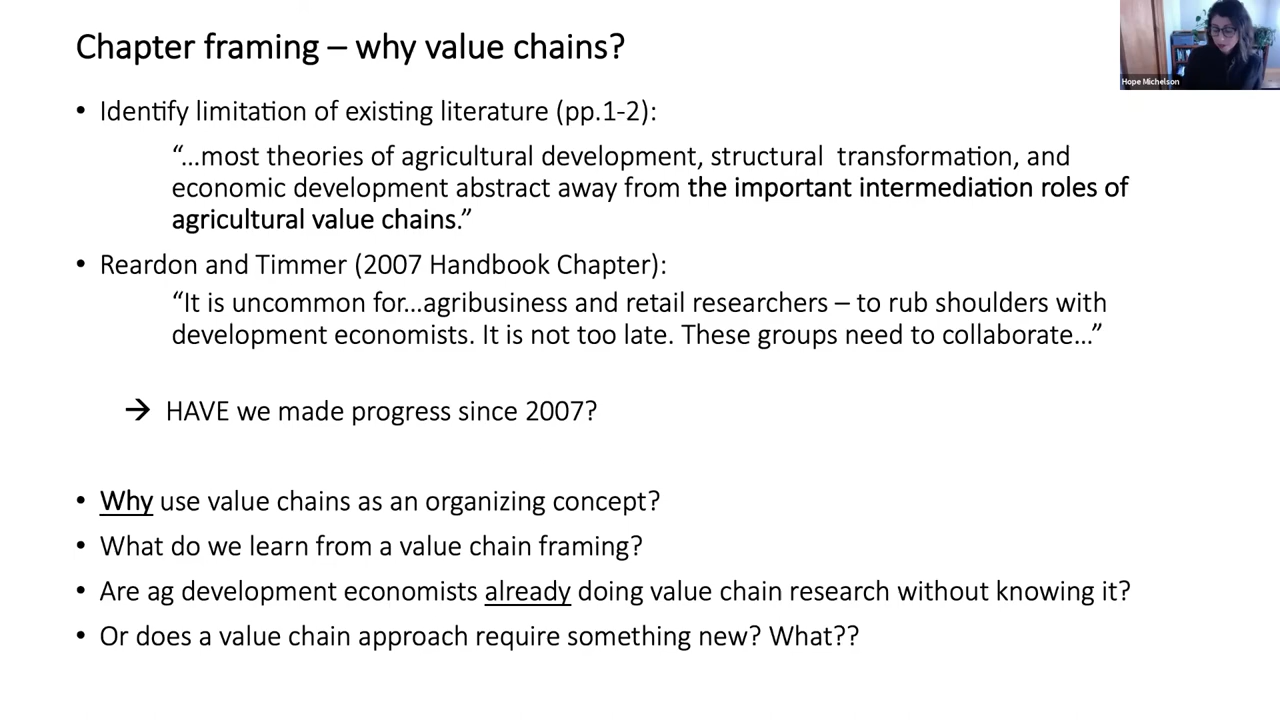 Chapter framing – why value chains?
Hope Michelson
• Identify limitation of existing literature (pp.1-2):
“…most theories of agricultural development, structural transformation, and
economic development abstract away from the important intermediation roles of
agricultural value chains.”
• Reardon and Timmer (2007 Handbook Chapter):
“It is uncommon for…agribusiness and retail researchers – to rub shoulders with
development economists. It is not too late. These groups need to collaborate…”
→ HAVE we made progress since 2007?
• Why use value chains as an organizing concept?
• What do we learn from a value chain framing?
• Are ag development economists already doing value chain research without knowing it?
• Or does a value chain approach require something new? What??